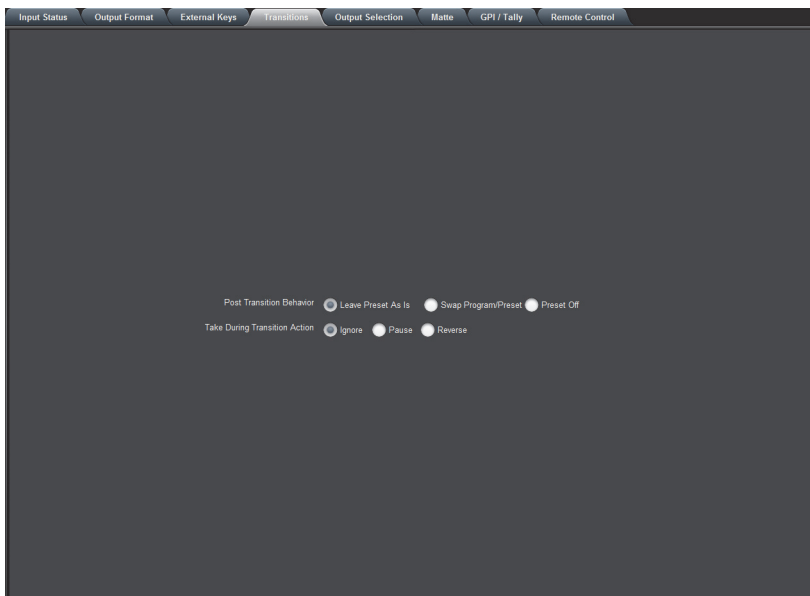 Input Status Output Format External Keys Transitions Output Selection Matte GPI / Tally Remote Control
Post Transition Behavior Leave Preset As Is Swap Program/Preset Preset Off
Take During Transition Action Ignore Pause Reverse